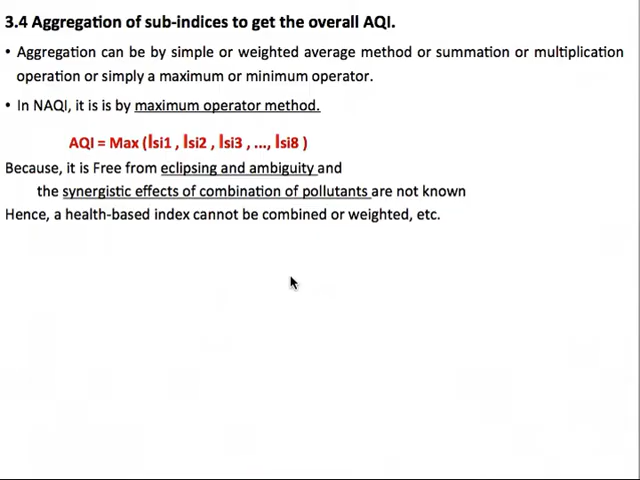 3.4 Aggregation of sub-indices to get the overall AQI.
• Aggregation can be by simple or weighted average method or summation or multiplication
operation or simply a maximum or minimum operator.
• In NAQI, it is is by maximum operator method.
AQI = Max (Isi1 , Isi2 , Isi3 , ..., Isi8 )
Because, it is Free from eclipsing and ambiguity and
the synergistic effects of combination of pollutants are not known
Hence, a health-based index cannot be combined or weighted, etc.